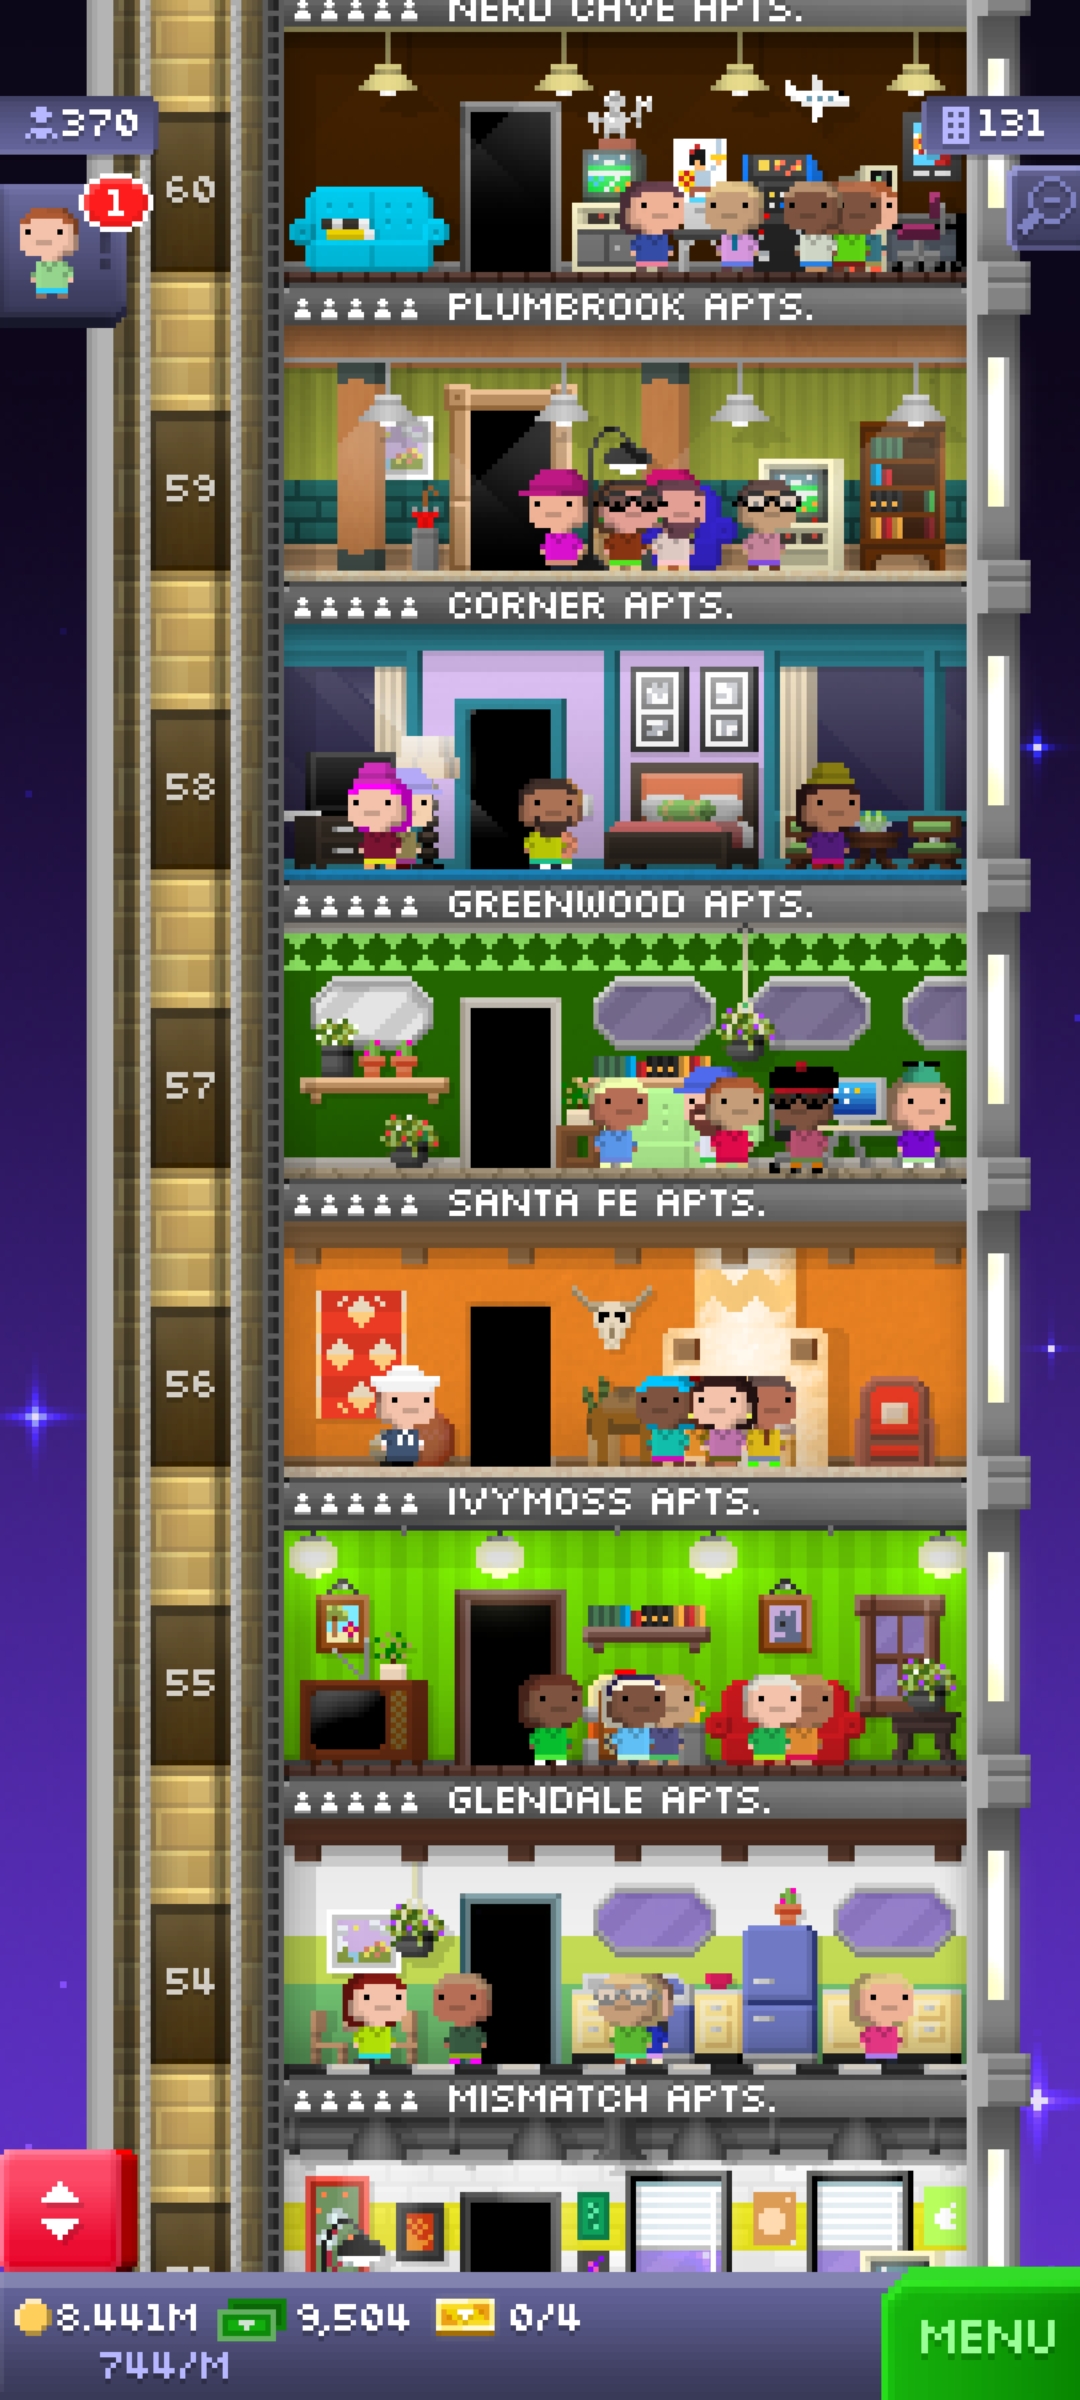 NERD CAVE APTS.
370
131
1
60
PLUMBROOK APTS.
59
CORNER APTS.
58
GREENWOOD APTS.
57
SANTA FE APTS.
56
IVYMOSS APTS.
55
GLENDALE APTS.
54
MISMATCH APTS.
8.441M 9,504 0/4
744/M
MENU